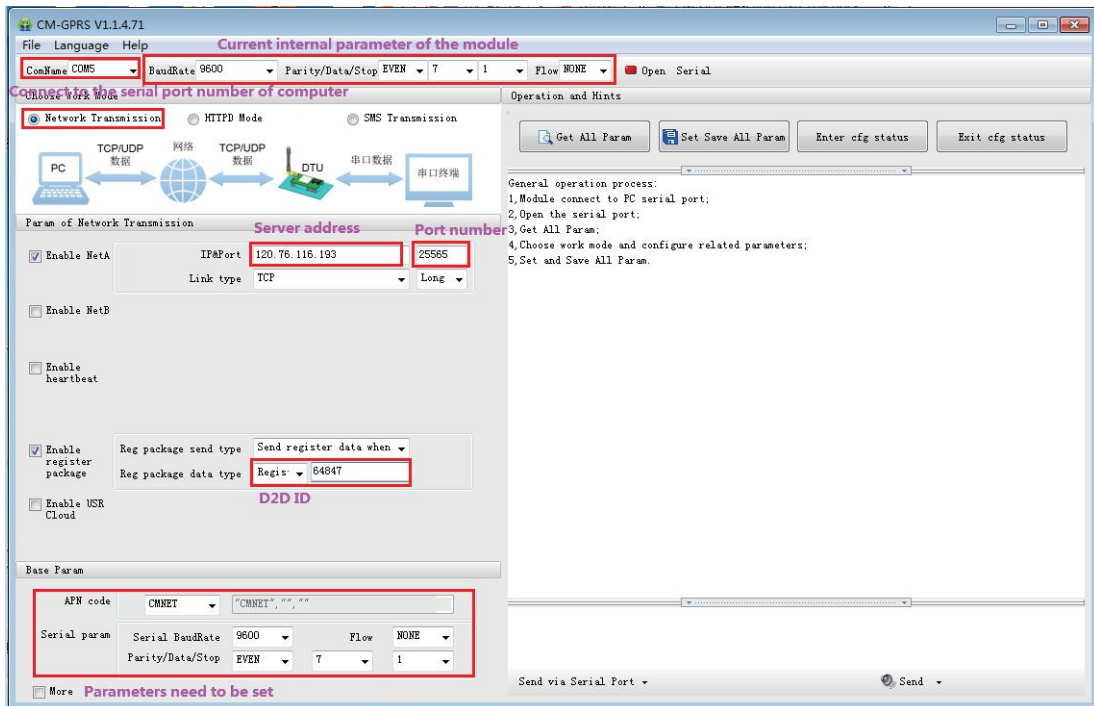 CM-GPRS V1.1.4.71
File Language Help
Current internal parameter of the module
ComName COM5 BaudRate 9600 Parity/Data/Stop EVEN 7 1 Flow NONE Open Serial
Connect to the serial port number of computer
Choose Work Mode
Network Transmission HTTPD Mode SMS Transmission
PC
TCP/UDP
数据
网络
TCP/UDP
数据
DTU
串口数据
串口终端
Param of Network Transmission
Server address Port number
Enable NetA IP&Port 120.76.116.193 25565
Link type TCP Long
Enable NetB
Enable
heartbeat
Enable
register
package
Reg package send type Send register data when
Reg package data type Regis 64847
D2D ID
Enable USR
Cloud
Base Param
APN code CMNET "CMNET","",""
Serial param Serial BaudRate 9600 Flow NONE
Parity/Data/Stop EVEN 7 1
More Parameters need to be set
Operation and Hints
Get All Param Set Save All Param Enter cfg status Exit cfg status
General operation process:
1,Module connect to PC serial port;
2,Open the serial port;
3,Get All Param;
4,Choose work mode and configure related parameters;
5,Set and Save All Param.
Send via Serial Port Send